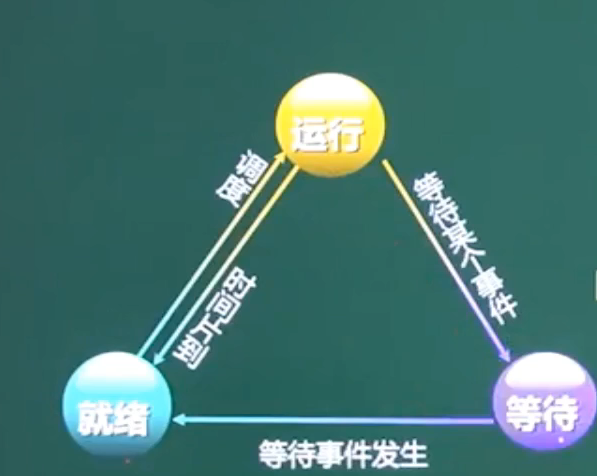 运行
调度
等待某个事件
时间片到
就绪
等待
等待事件发生